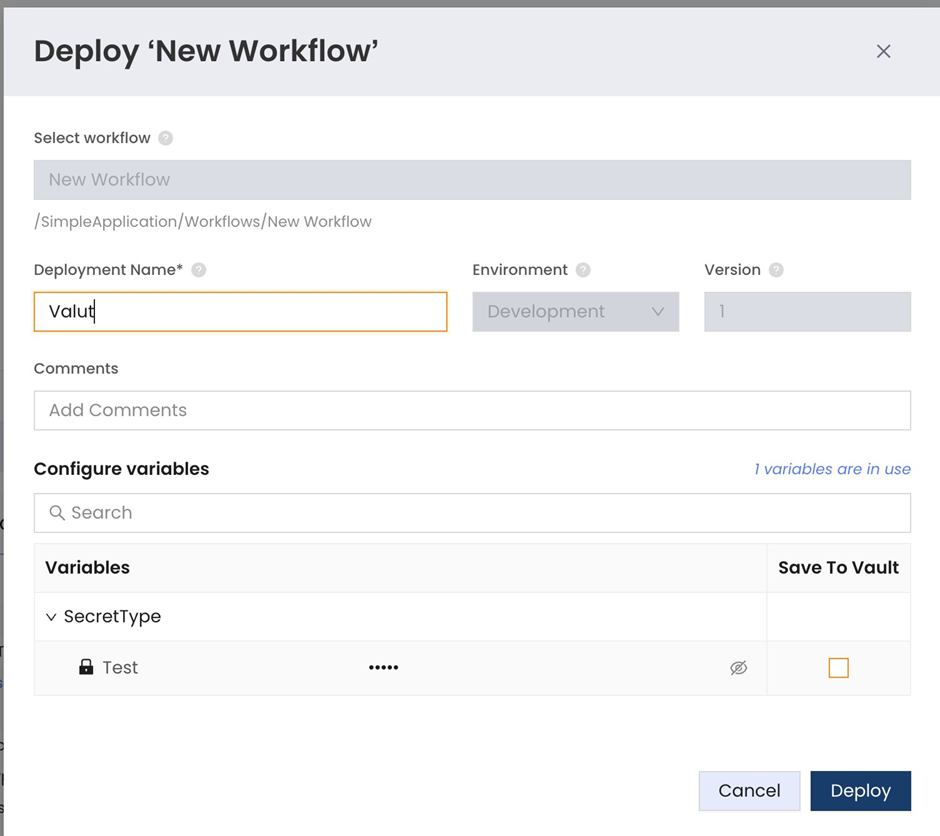 Deploy ‘New Workflow’
Select workflow ?
New Workflow
/SimpleApplication/Workflows/New Workflow
Deployment Name* ? Environment ? Version ?
Valut Development 1
Comments
Add Comments
Configure variables 1 variables are in use
Search
Variables Save To Vault
SecretType
Test •••••
Cancel Deploy